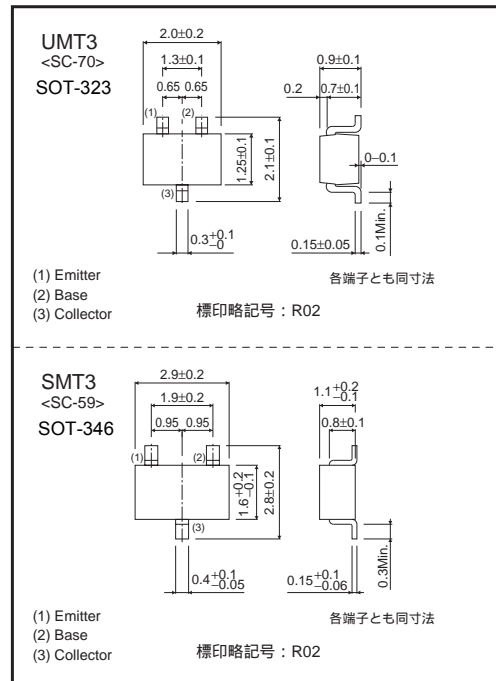 UMT3
<SC-70>
SOT-323
2.0±0.2
1.3±0.1
0.65 0.65
(1) (2)
(3)
1.25±0.1
2.1±0.1
0.3+0.1−0
0.9±0.1
0.2 0.7±0.1
0−0.1
0.15±0.05
0.1Min.
(1) Emitter
(2) Base
(3) Collector
各端子とも同寸法
標印略記号 : R02
SMT3
<SC-59>
SOT-346
2.9±0.2
1.9±0.2
0.95 0.95
(1) (2)
(3)
1.6+0.2−0.1
2.8±0.2
0.4+0.1−0.05
1.1+0.2−0.1
0.8±0.1
0.15+0.1−0.06
0.3Min.
(1) Emitter
(2) Base
(3) Collector
各端子とも同寸法
標印略記号 : R02